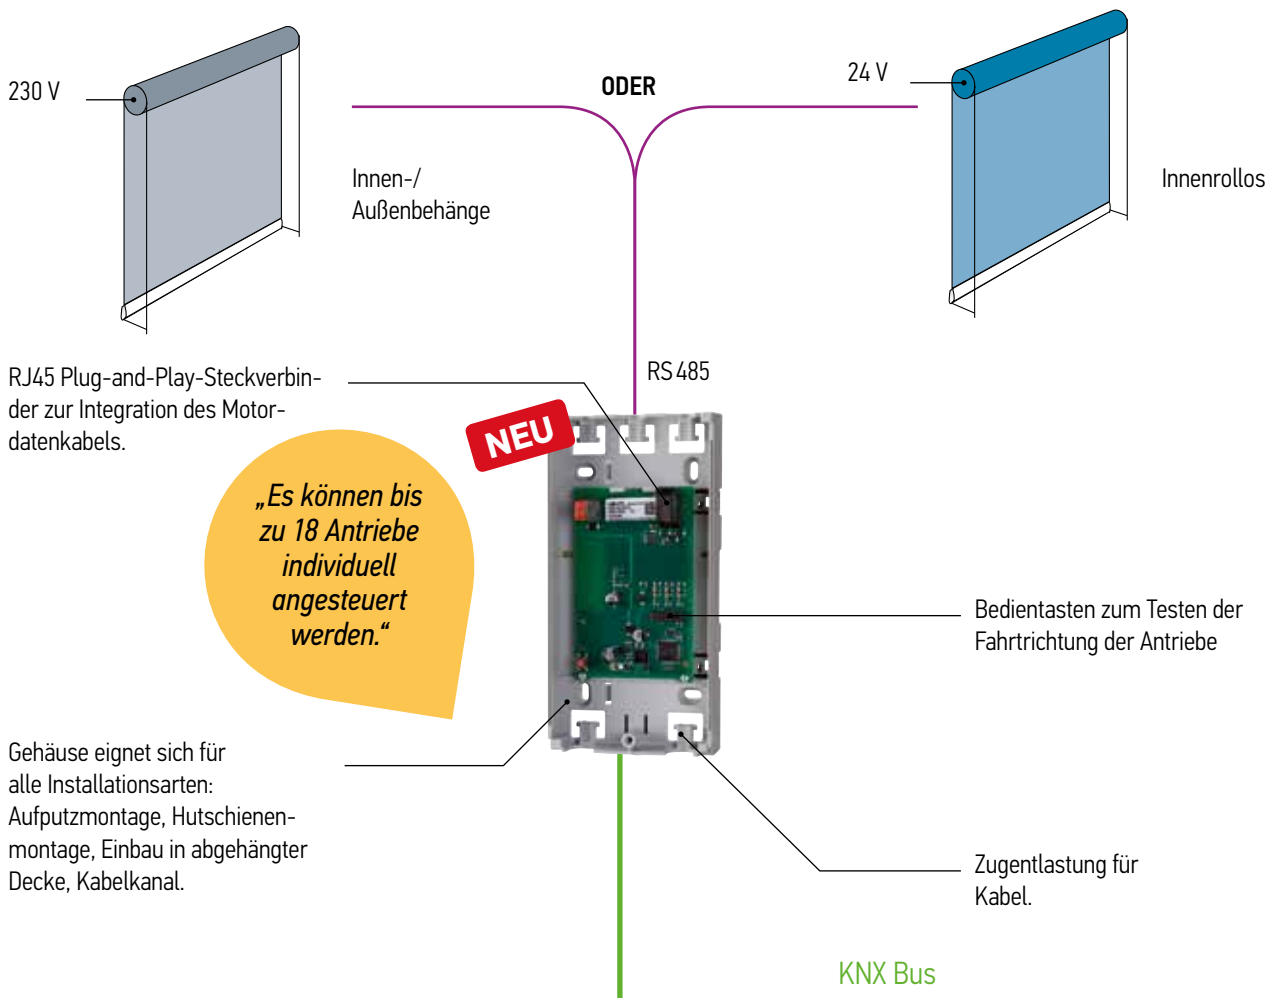 230 V
ODER
24 V
Innen-/
Außenbehänge
Innenrollos
RS 485
RJ45 Plug-and-Play-Steckverbin-
der zur Integration des Motor-
datenkabels.
NEU
„Es können bis
zu 18 Antriebe
individuell
angesteuert
werden.“
Bedientasten zum Testen der
Fahrtrichtung der Antriebe
Gehäuse eignet sich für
alle Installationsarten:
Aufputzmontage, Hutschienen-
montage, Einbau in abgehängter
Decke, Kabelkanal.
Zugentlastung für
Kabel.
KNX Bus